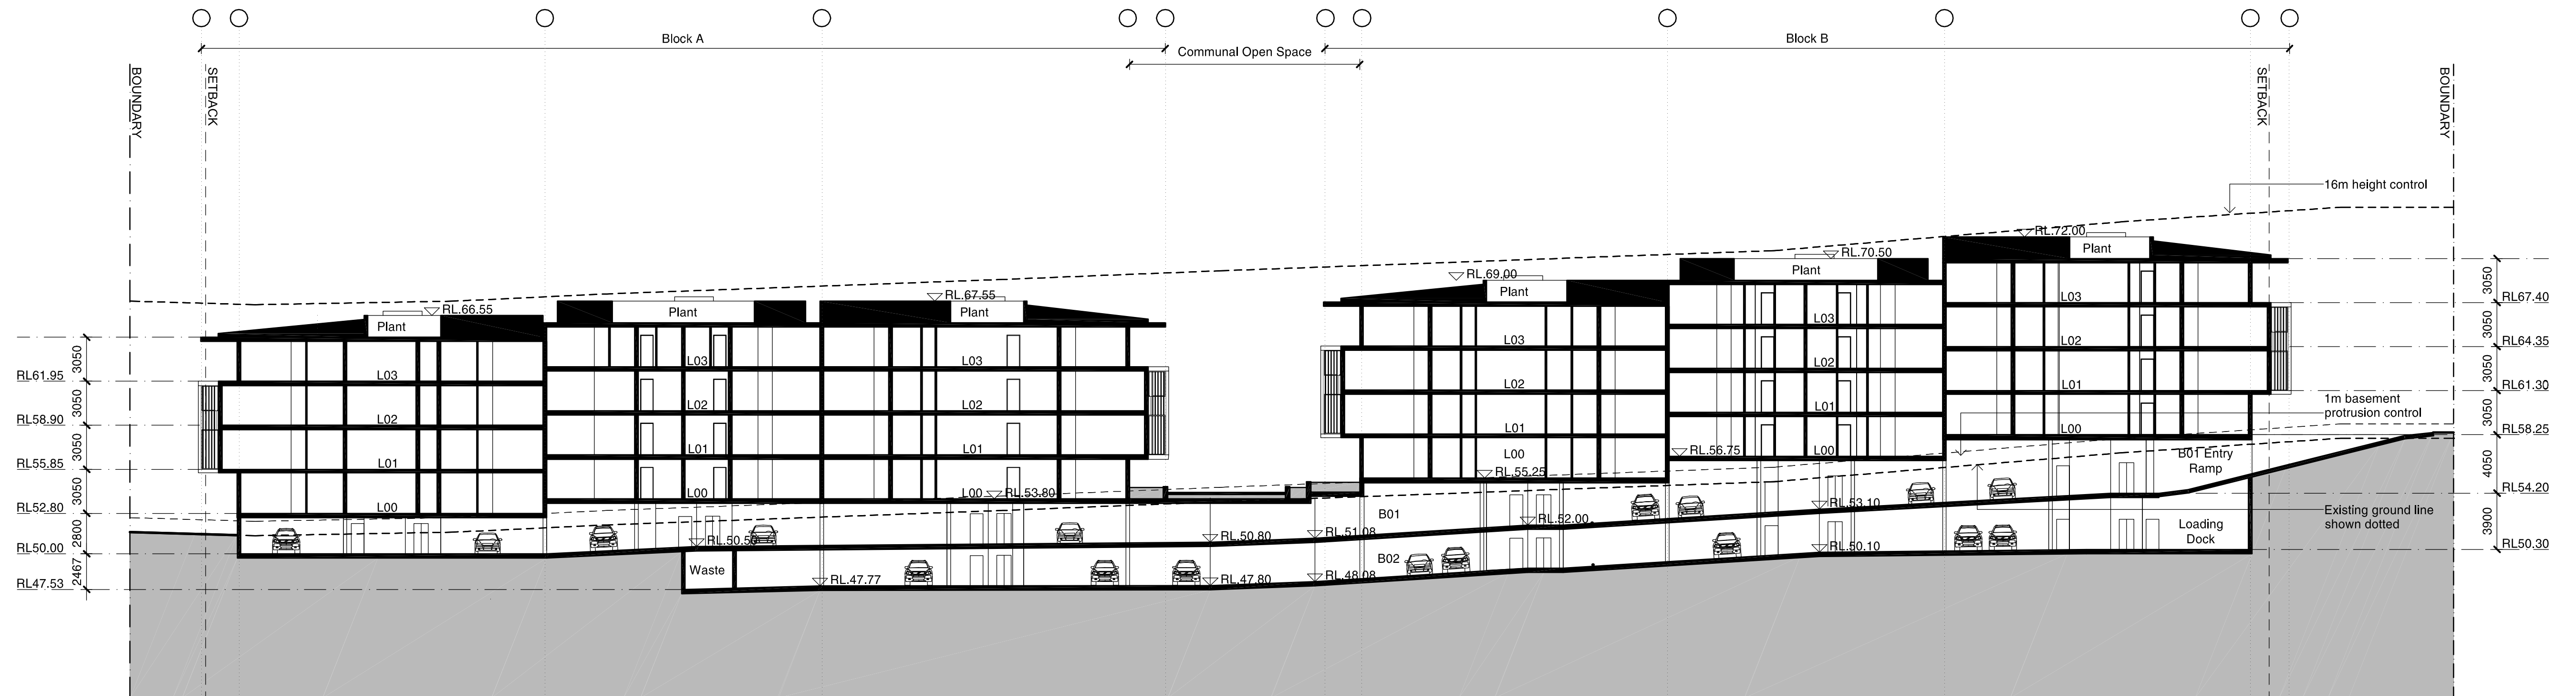 Block A
Communal Open Space
Block B
BOUNDARY
SETBACK
SETBACK
BOUNDARY
16m height control
RL.72.00
Plant
RL.70.50
Plant
RL.69.00
Plant
RL.67.55
Plant
Plant
RL.66.55
Plant
3050
RL61.95
3050
RL58.90
3050
RL55.85
3050
RL52.80
2800
RL50.00
2467
RL47.53
L03
L02
L01
L00
L03
L02
L01
L00
L03
L02
L01
L00
RL.53.80
L03
L02
L01
L00
RL.55.25
L03
L02
L01
L00
RL.56.75
L03
L02
L01
L00
3050
RL67.40
3050
RL64.35
3050
RL61.30
3050
RL58.25
4050
RL54.20
3900
RL50.30
1m basement
protrusion control
B01 Entry
Ramp
Existing ground line
shown dotted
Loading
Dock
B01
B02
Waste
RL.50.80
RL.51.08
RL.52.00
RL.53.10
RL.47.77
RL.47.80
RL.48.08
RL.50.10